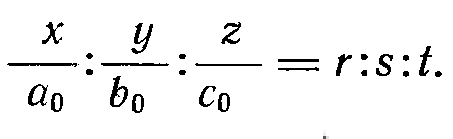 x/a₀ : y/b₀ : z/c₀ = r:s:t.